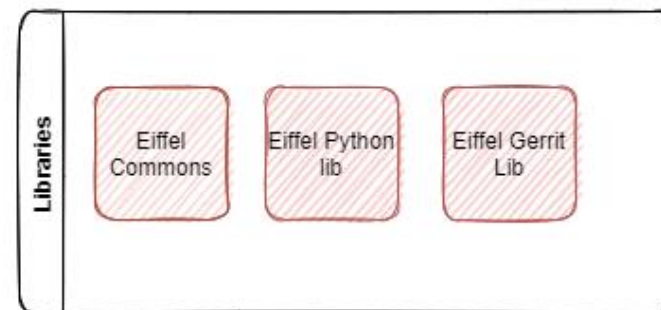 Libraries
Eiffel
Commons
Eiffel Python
lib
Eiffel Gerrit
Lib